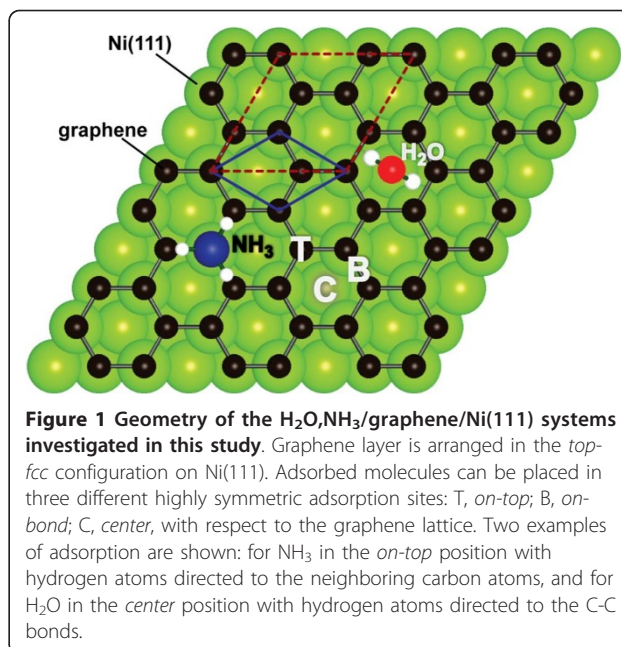 Ni(111)
graphene
H₂O
NH₃
T
B
C
Figure 1 Geometry of the H₂O,NH₃/graphene/Ni(111) systems
investigated in this study. Graphene layer is arranged in the top-
fcc configuration on Ni(111). Adsorbed molecules can be placed in
three different highly symmetric adsorption sites: T, on-top; B, on-
bond; C, center, with respect to the graphene lattice. Two examples
of adsorption are shown: for NH₃ in the on-top position with
hydrogen atoms directed to the neighboring carbon atoms, and for
H₂O in the center position with hydrogen atoms directed to the C-C
bonds.